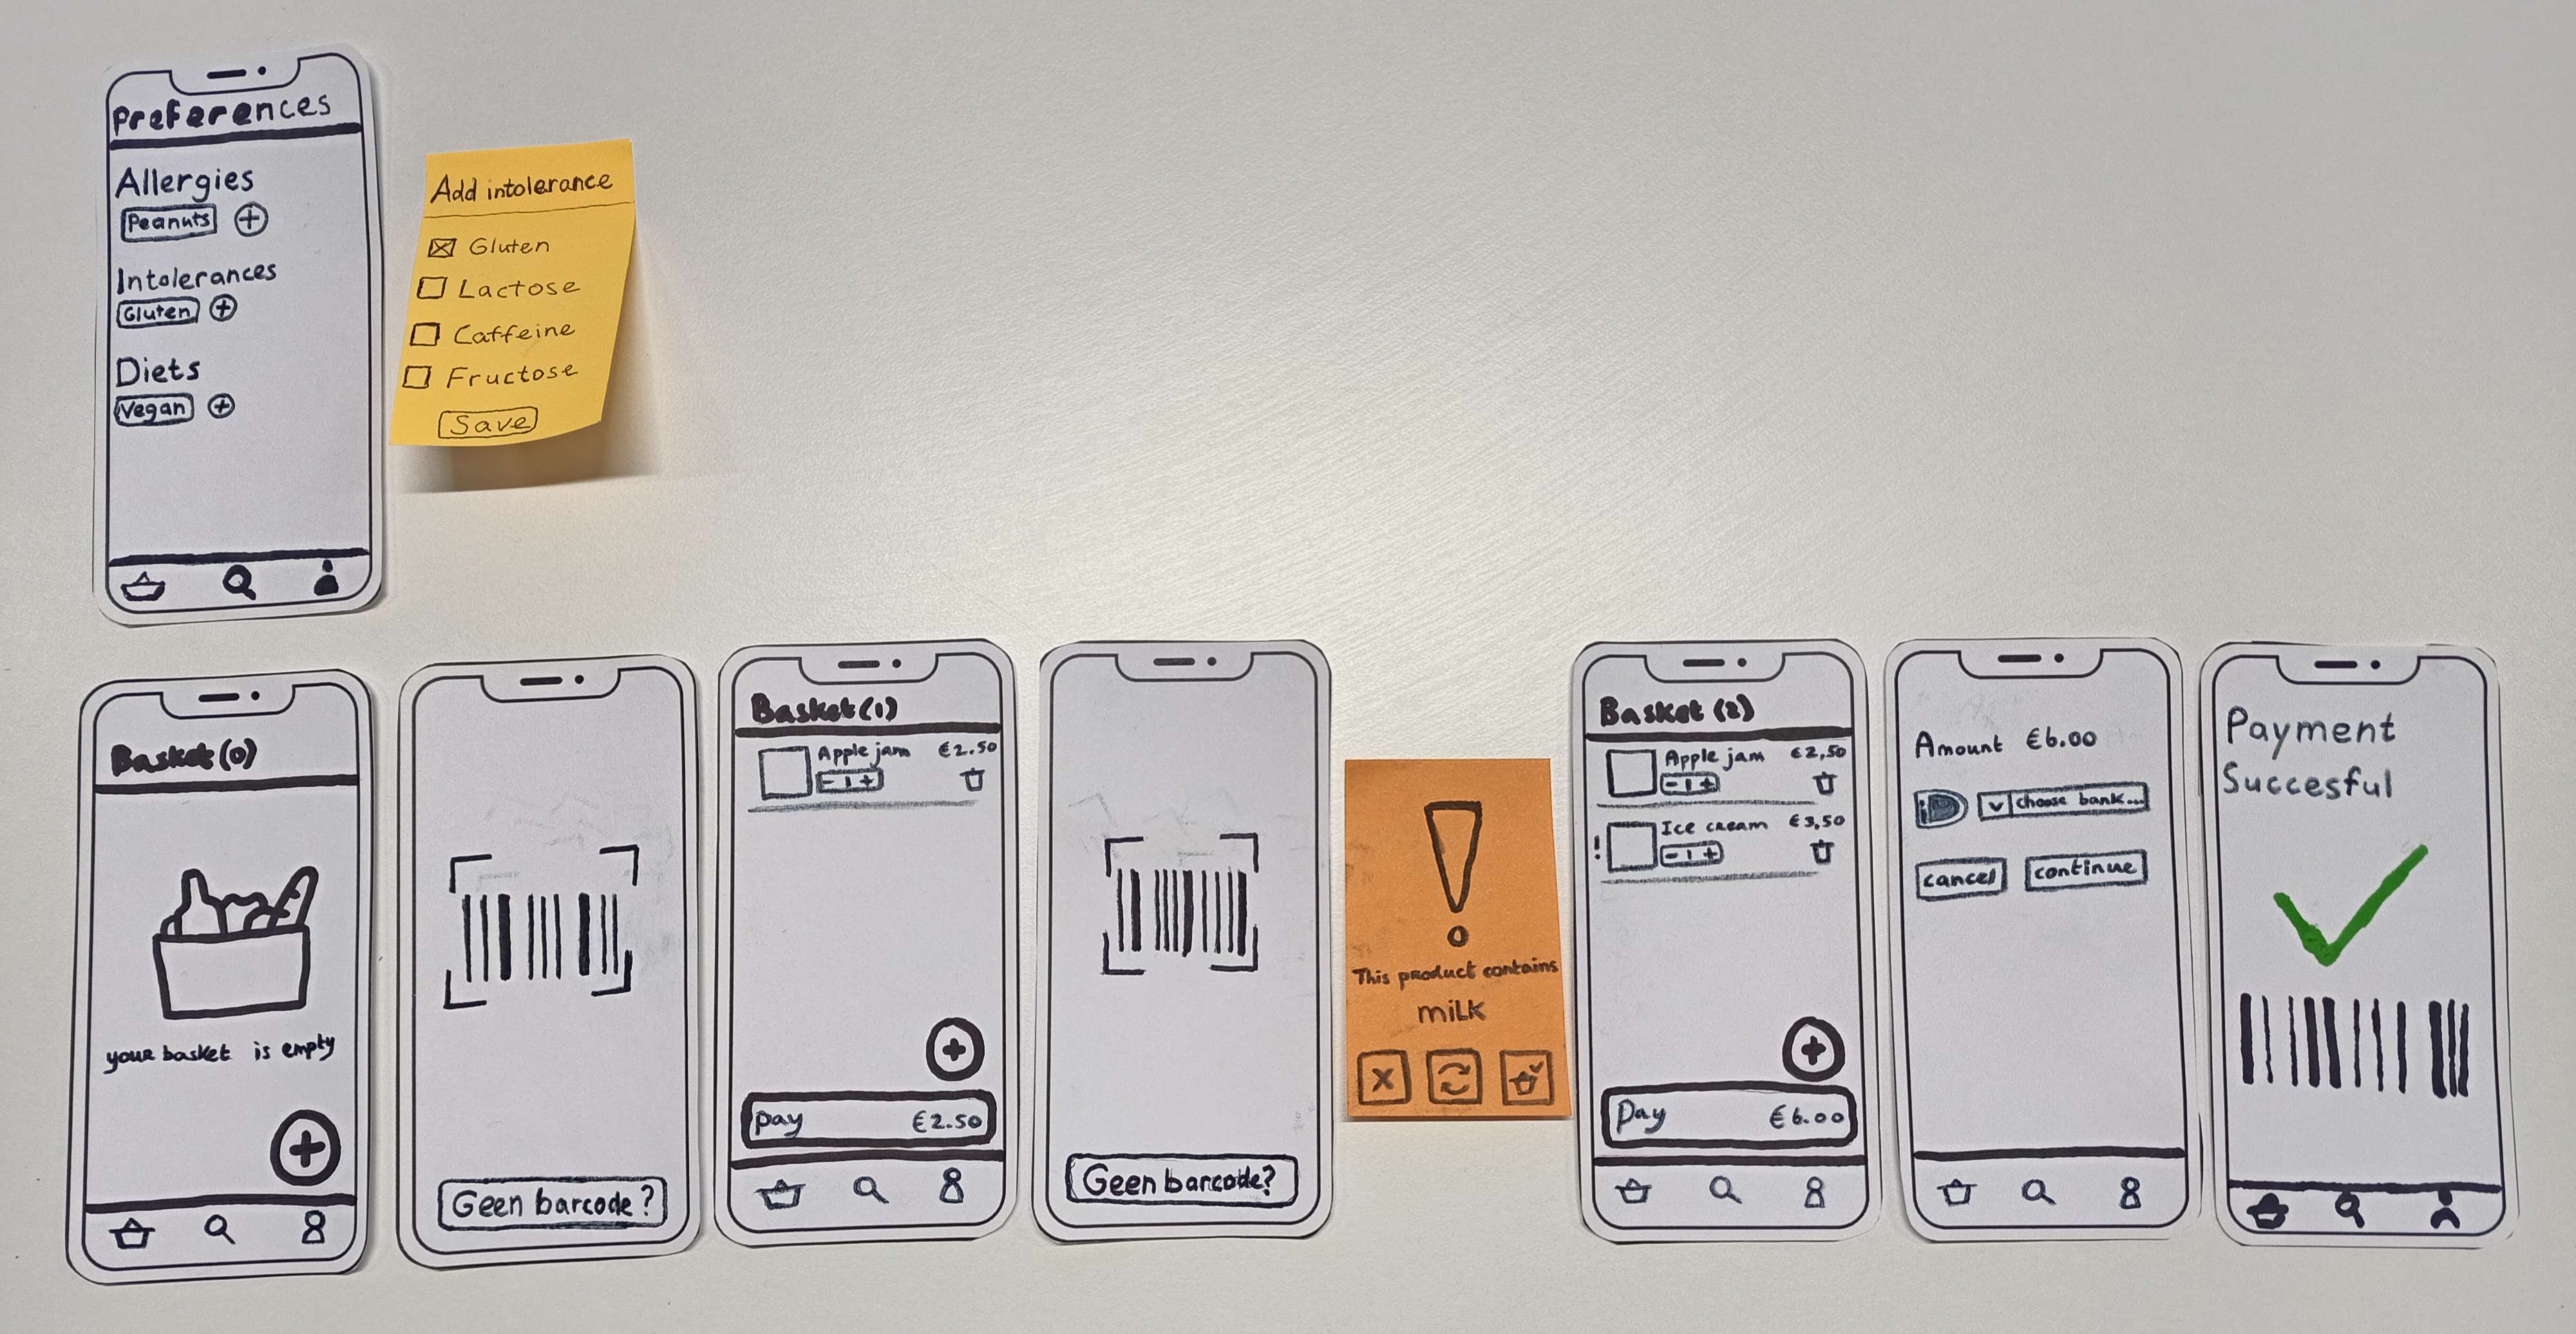 Preferences
Allergies
Peanuts +
Intolerances
Gluten +
Diets
Vegan +
Add intolerance
Gluten
Lactose
Caffeine
Fructose
Save
Basket (0)
your basket is empty
+
Geen barcode?
Basket (1)
Apple jam €2.50
- 1 +
+
pay €2.50
Geen barcode?
!
This product contains
milk
X
Basket (2)
Apple jam €2,50
- 1 +
! Ice cream €3,50
- 1 +
+
Pay €6.00
Amount €6.00
iD choose bank...
cancel continue
Payment
Succesful